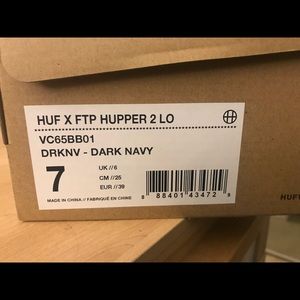 HUF X FTP HUPPER 2 LO
VC65BB01
DRKNV - DARK NAVY
7
UK //6
CM //25
EUR //39
MADE IN CHINA // FABRIQUÉ EN CHINE
8 88401 43472 9
HUF